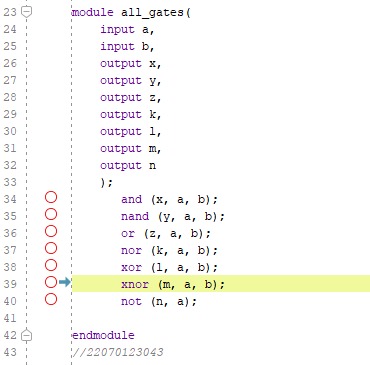 23 module all_gates(
24 input a,
25 input b,
26 output x,
27 output y,
28 output z,
29 output k,
30 output l,
31 output m,
32 output n
33 );
34 and (x, a, b);
35 nand (y, a, b);
36 or (z, a, b);
37 nor (k, a, b);
38 xor (l, a, b);
39 xnor (m, a, b);
40 not (n, a);
41
42 endmodule
43 //22070123043